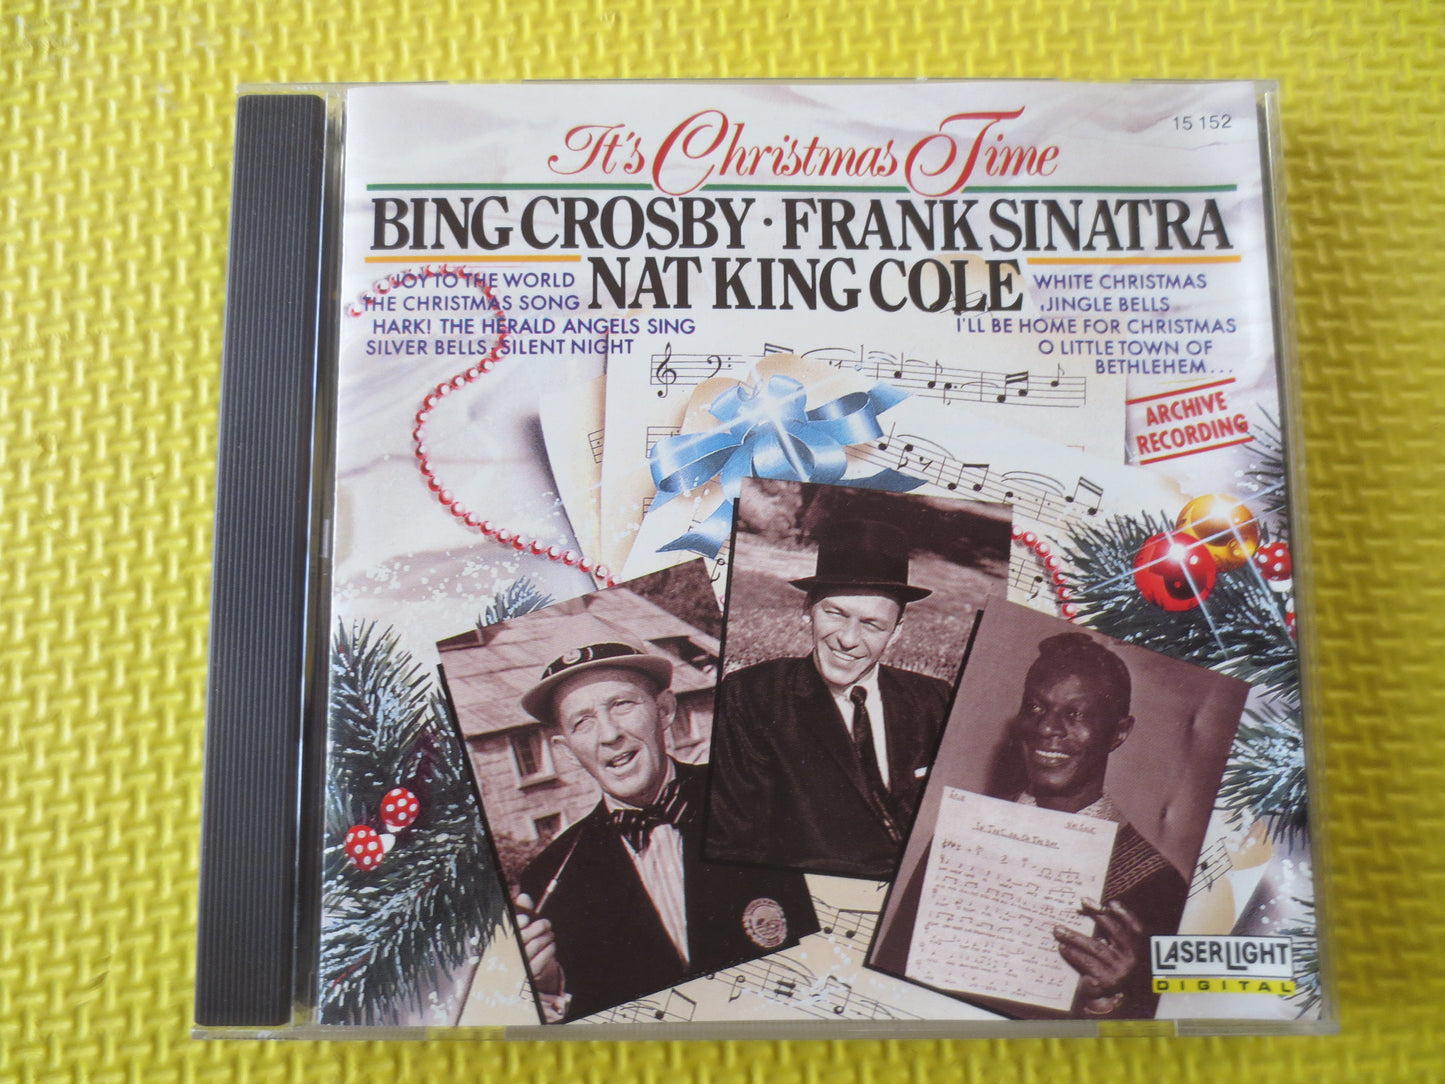 It's Christmas Time
15 152
BING CROSBY · FRANK SINATRA
NAT KING COLE
JOY TO THE WORLD
THE CHRISTMAS SONG
HARK! THE HERALD ANGELS SING
SILVER BELLS, SILENT NIGHT
WHITE CHRISTMAS
JINGLE BELLS
I'LL BE HOME FOR CHRISTMAS
O LITTLE TOWN OF
BETHLEHEM...
ARCHIVE
RECORDING
LASERLIGHT
DIGITAL